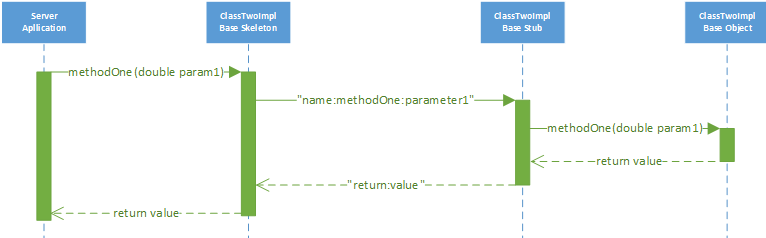 Server
Apllication
ClassTwoImpl
Base Skeleton
ClassTwoImpl
Base Stub
ClassTwoImpl
Base Object
methodOne(double param1)
"name:methodOne:parameter1"
methodOne(double param1)
return value
"return:value"
return value